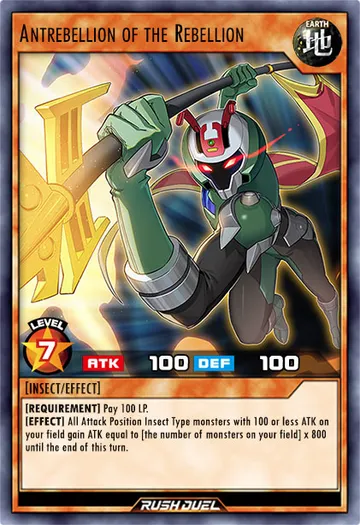 ANTREBELLION OF THE REBELLION
EARTH
地
LEVEL
7
ATK 100 DEF 100
[INSECT/EFFECT]
[REQUIREMENT] Pay 100 LP.
[EFFECT] All Attack Position Insect Type monsters with 100 or less ATK on
your field gain ATK equal to [the number of monsters on your field] x 800
until the end of this turn.
RUSH DUEL